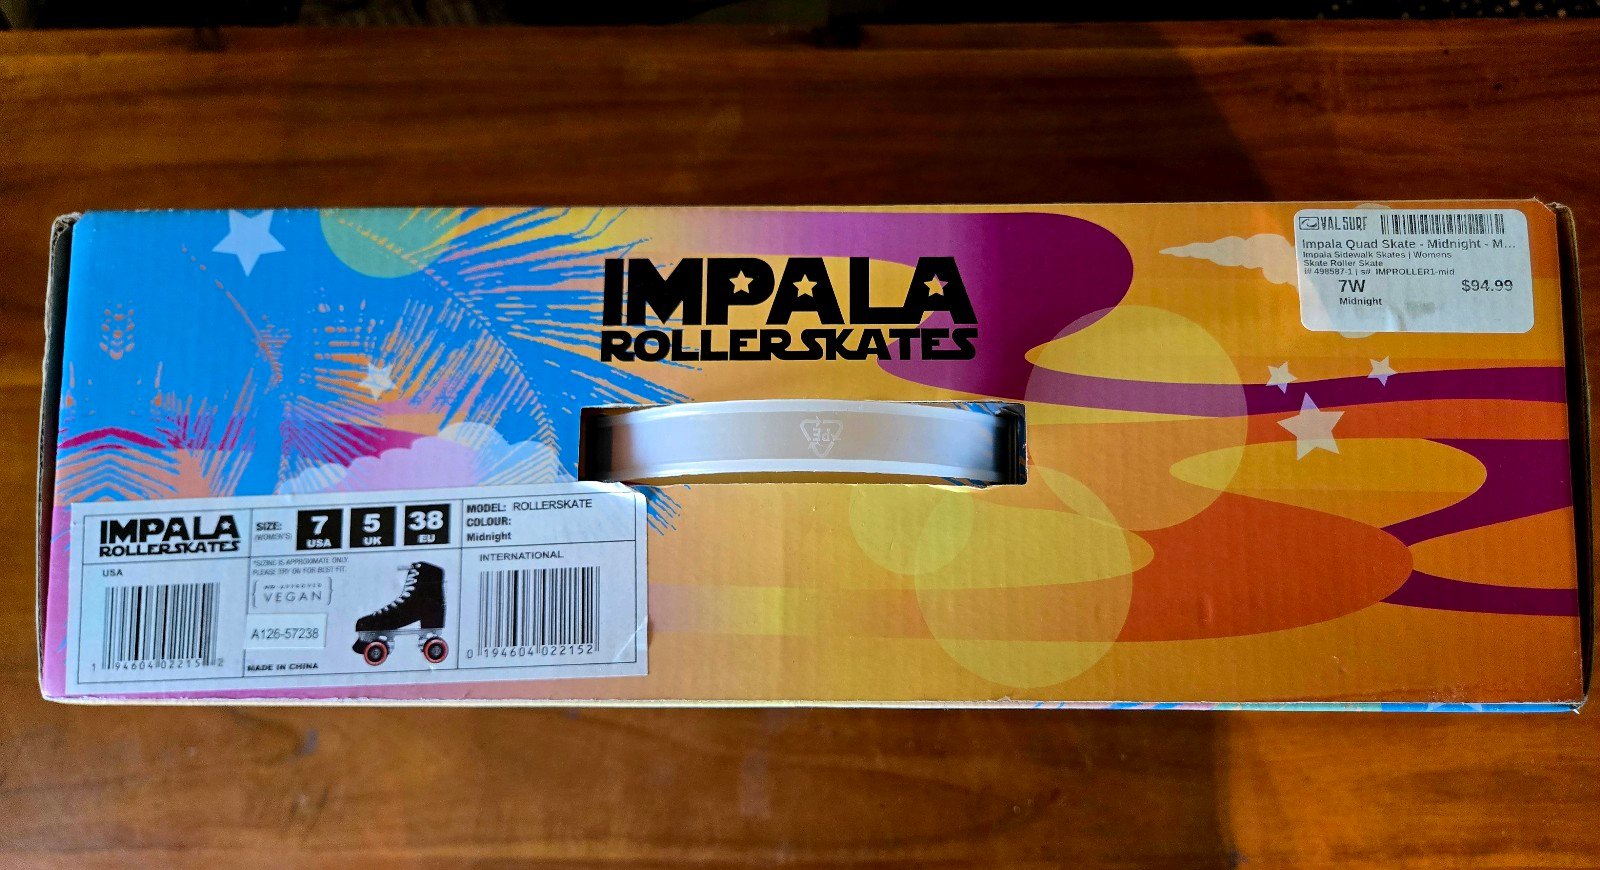 IMPALA
ROLLERSKATES
VAL SURF
Impala Quad Skate - Midnight - M...
Impala Sidewalk Skates | Womens
Skate Roller Skate
i# 498587-1 | s# IMPROLLER1-mid
7W $94.99
Midnight
PE
IMPALA
ROLLERSKATES
USA
1 94604 02215 2
SIZE:
(WOMEN'S)
7 USA
5 UK
38 EU
*SIZING IS APPROXIMATE ONLY.
PLEASE TRY ON FOR BEST FIT.
APPROVED
VEGAN
A126-57238
MADE IN CHINA
MODEL: ROLLERSKATE
COLOUR:
Midnight
INTERNATIONAL
0 194604 022152